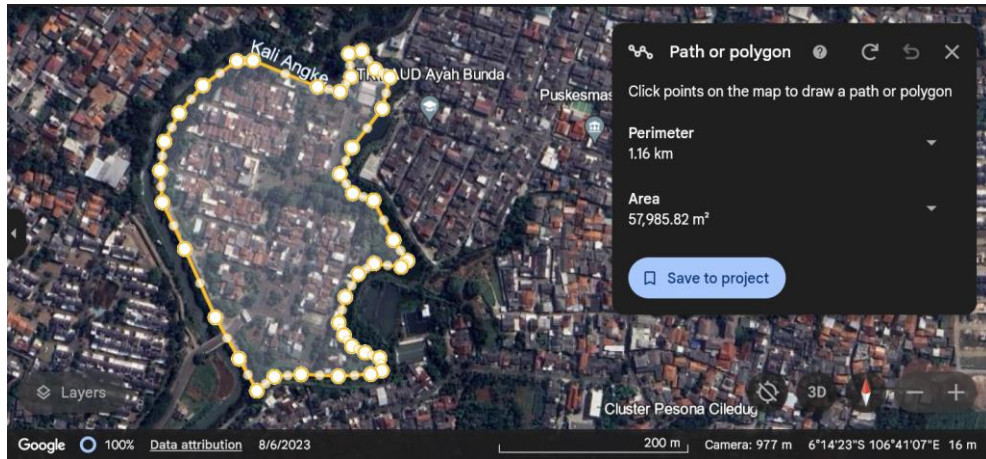 Kali Angke
TK PAUD Ayah Bunda
Puskesmas
Path or polygon
Click points on the map to draw a path or polygon
Perimeter
1.16 km
Area
57,985.82 m²
Save to project
Layers
3D
Cluster Pesona Ciledug
Google
100%
Data attribution
8/6/2023
200 m
Camera: 977 m
6°14'23"S 106°41'07"E
16 m